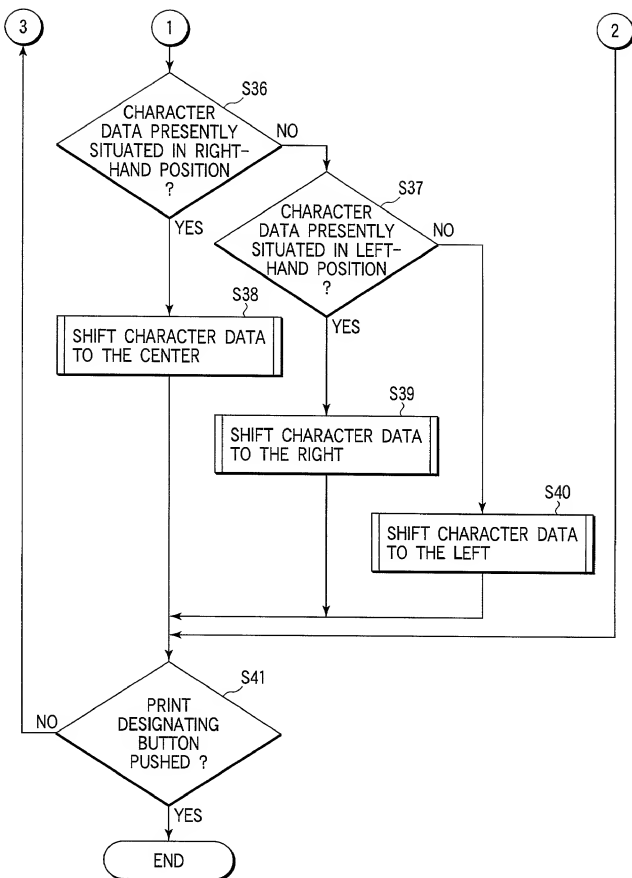 3
1
2
S36
CHARACTER
DATA PRESENTLY
SITUATED IN RIGHT-
HAND POSITION
?
NO
YES
S37
CHARACTER
DATA PRESENTLY
SITUATED IN LEFT-
HAND POSITION
?
NO
YES
S38
SHIFT CHARACTER DATA
TO THE CENTER
S39
SHIFT CHARACTER DATA
TO THE RIGHT
S40
SHIFT CHARACTER DATA
TO THE LEFT
S41
PRINT
DESIGNATING
BUTTON
PUSHED ?
NO
YES
END